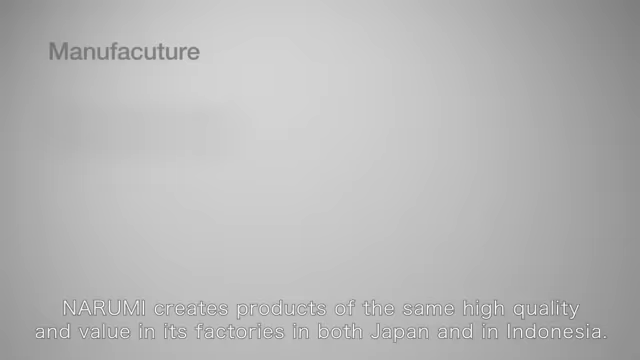 Manufacuture
NARUMI creates products of the same high quality
and value in its factories in both Japan and in Indonesia.